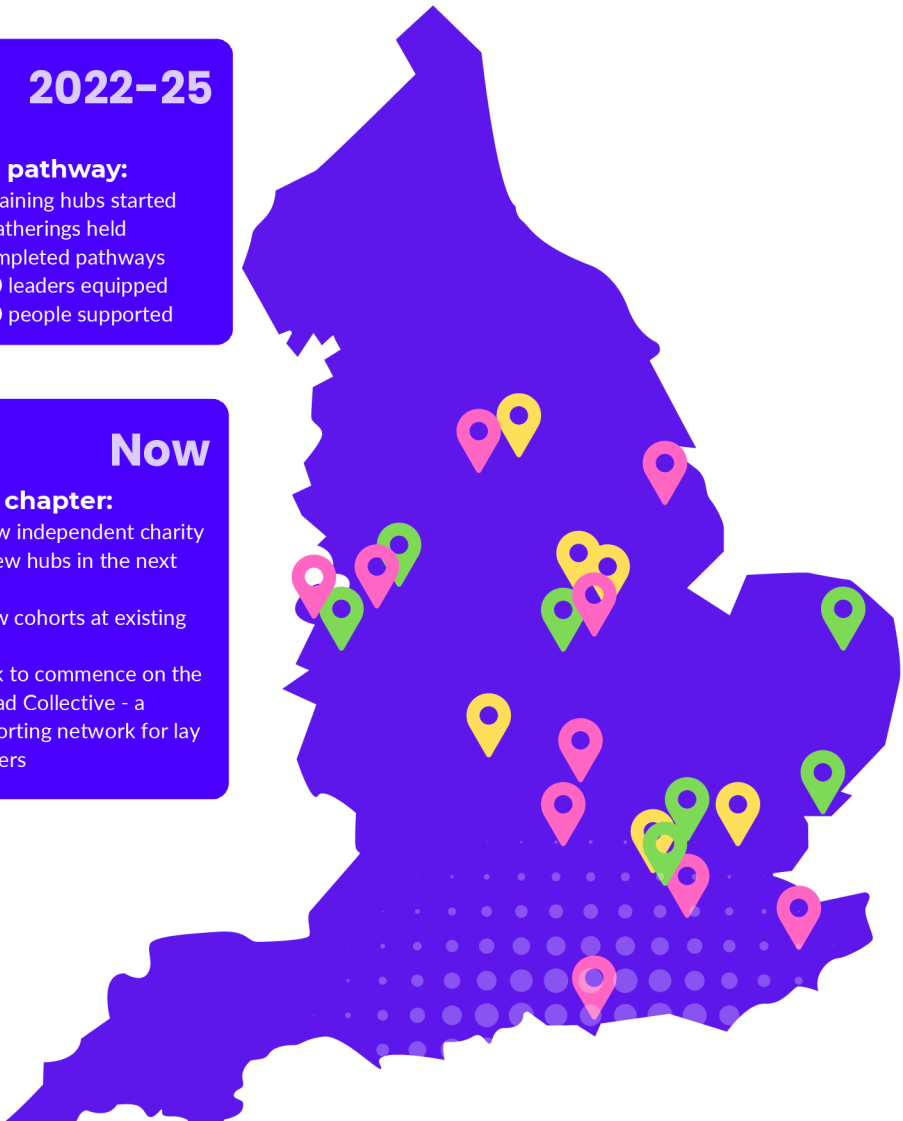 2022-25
pathway:
aining hubs started
atherings held
mpleted pathways
leaders equipped
people supported
Now
chapter:
w independent charity
ew hubs in the next
w cohorts at existing
k to commence on the
ad Collective - a
orting network for lay
ers